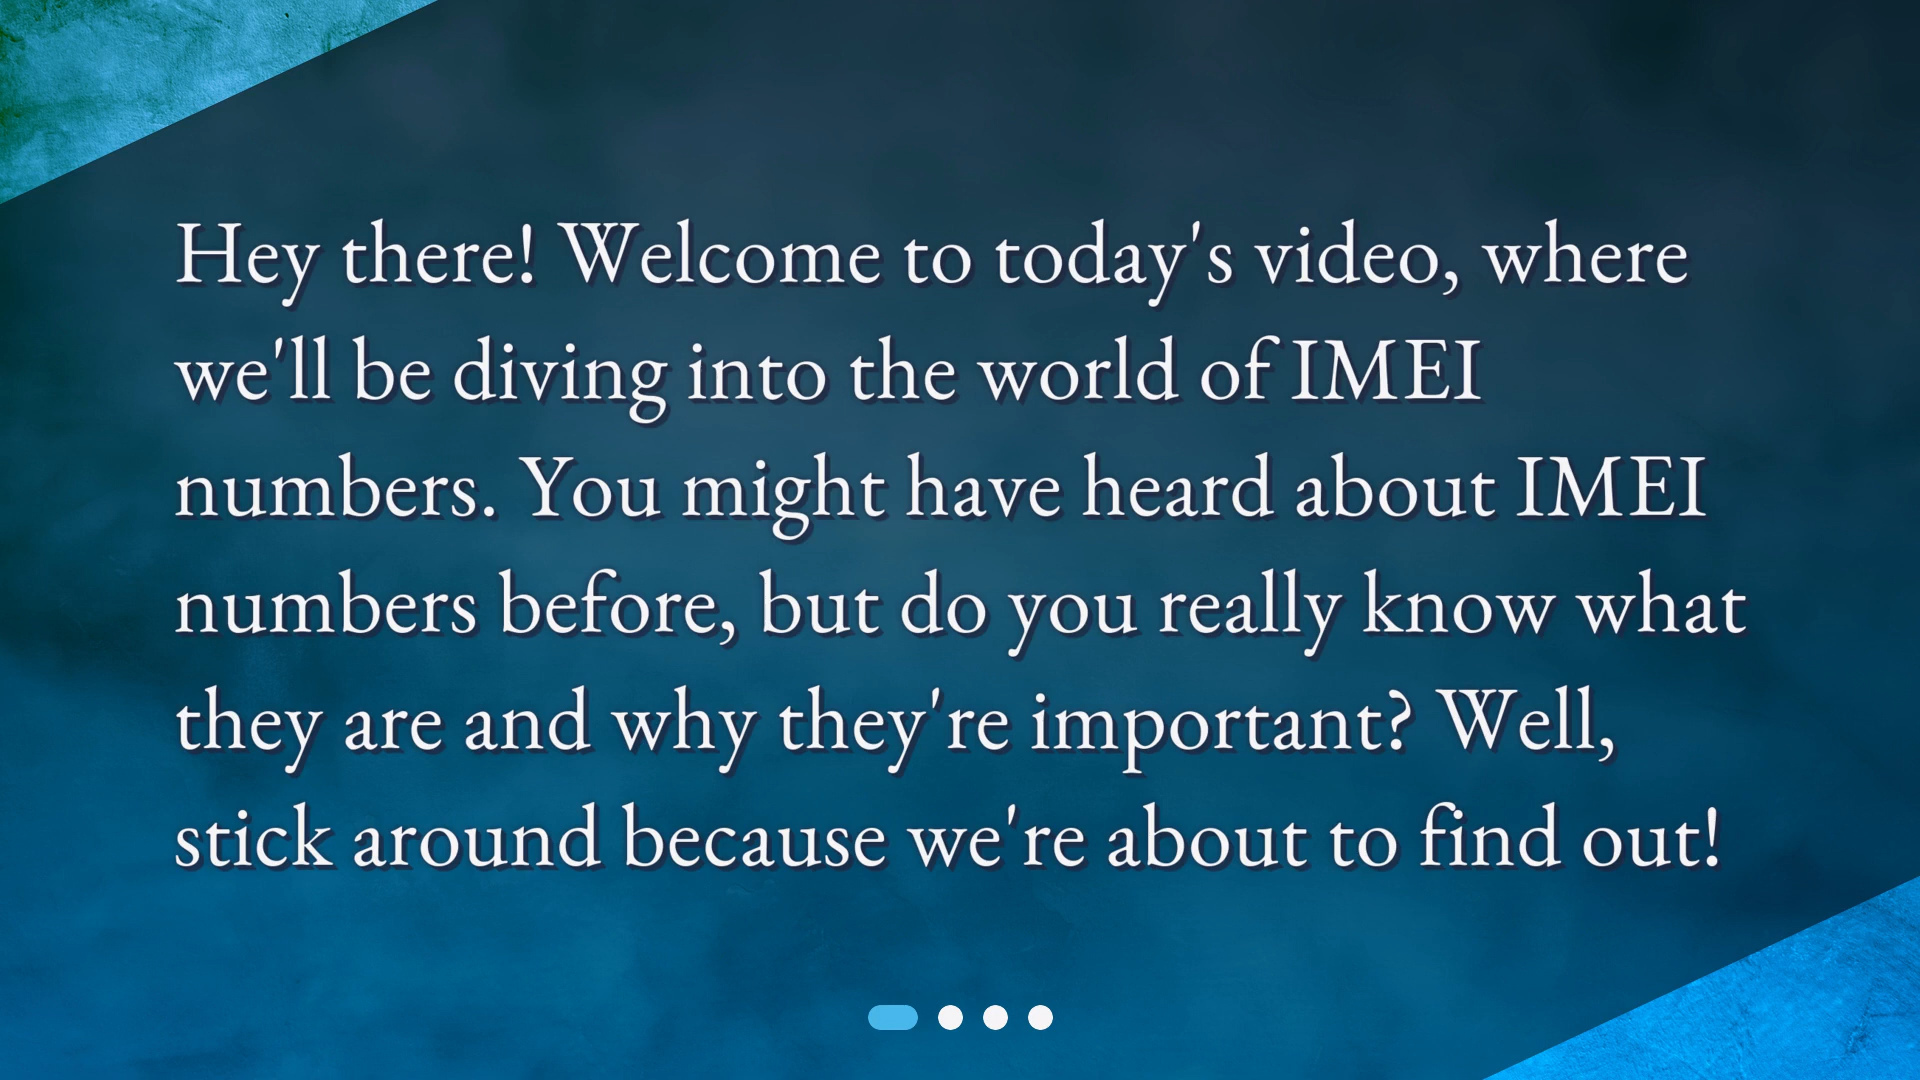 Hey there! Welcome to today's video, where
we'll be diving into the world of IMEI
numbers. You might have heard about IMEI
numbers before, but do you really know what
they are and why they're important? Well,
stick around because we're about to find out!